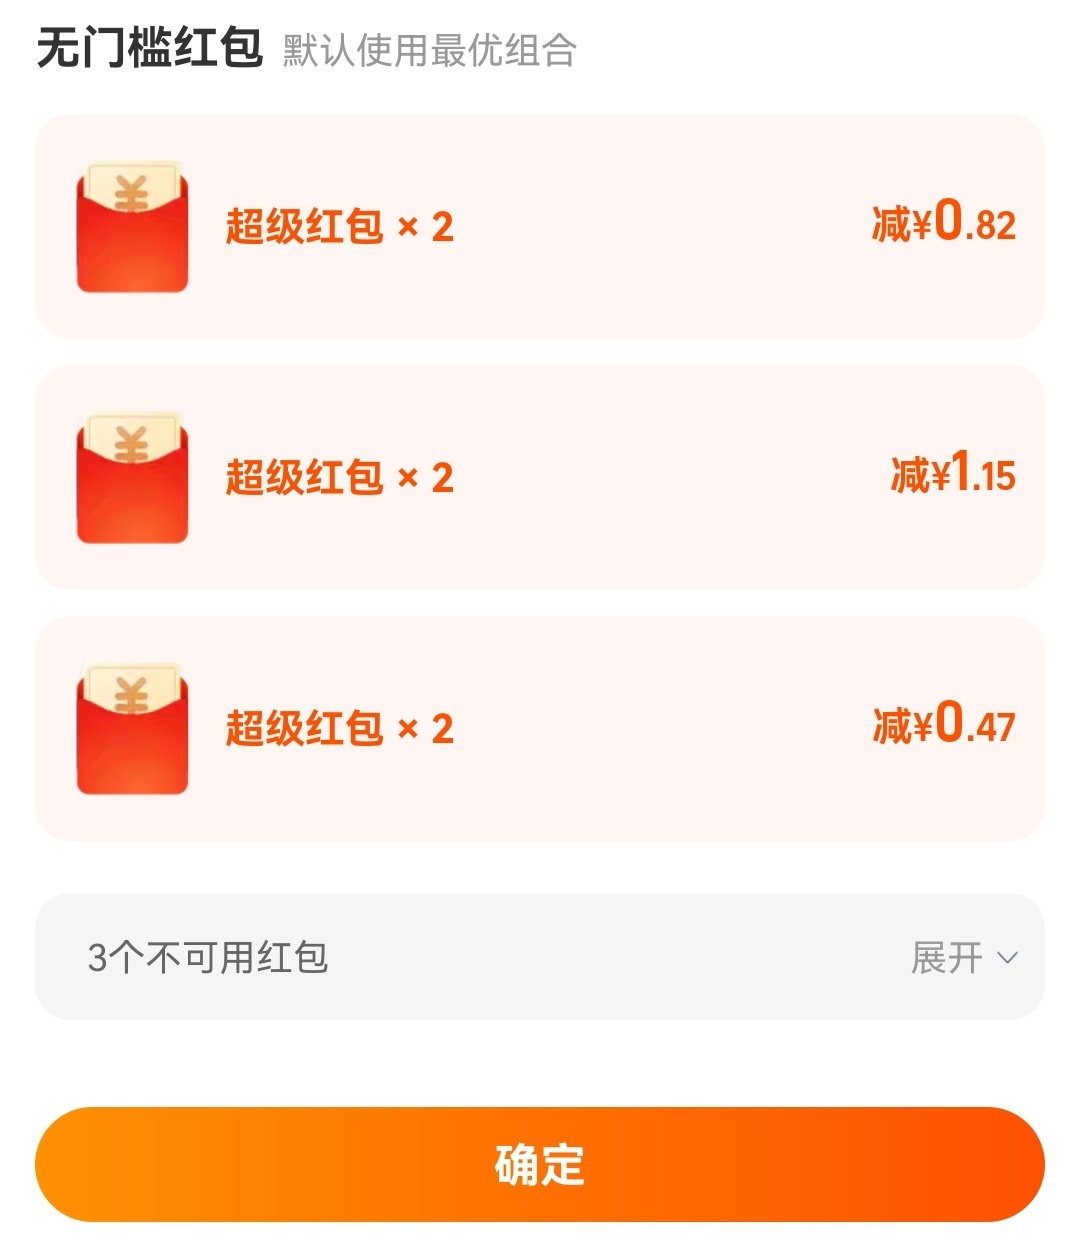 无门槛红包 默认使用最优组合
超级红包 × 2 减¥0.82
超级红包 × 2 减¥1.15
超级红包 × 2 减¥0.47
3个不可用红包 展开
确定